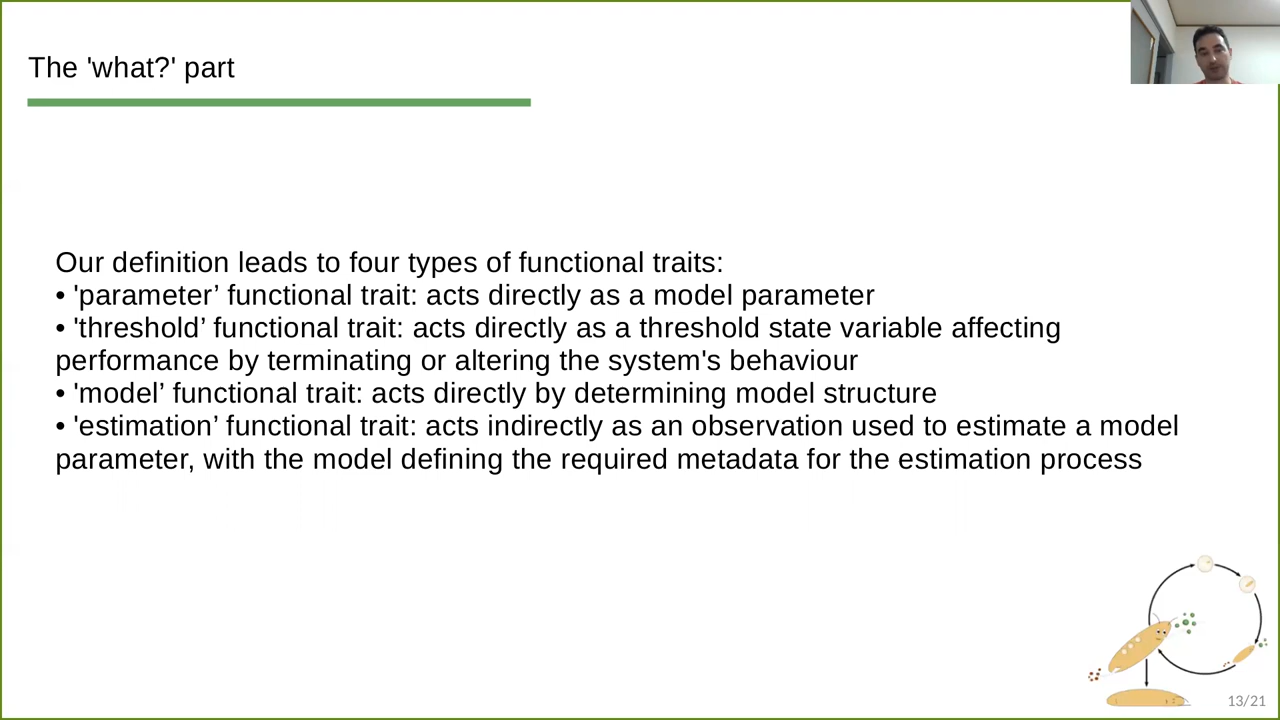 The 'what?' part
Our definition leads to four types of functional traits:
• 'parameter’ functional trait: acts directly as a model parameter
• 'threshold’ functional trait: acts directly as a threshold state variable affecting
performance by terminating or altering the system's behaviour
• 'model’ functional trait: acts directly by determining model structure
• 'estimation’ functional trait: acts indirectly as an observation used to estimate a model
parameter, with the model defining the required metadata for the estimation process
13/21